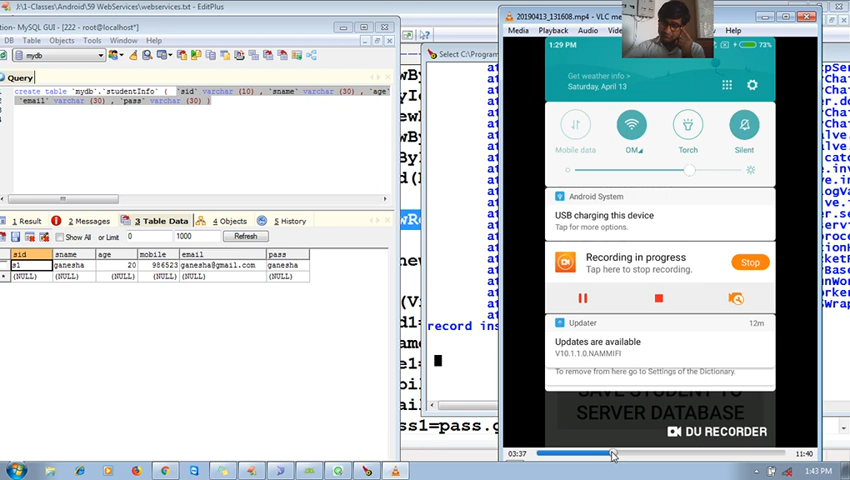 J:\1-Classes\Android\59 WebServices\webservices.txt - EditPlus
- MySQL GUI - [222 - root@localhost]
DB Table Objects Tools Window Help
mydb
Query
1 create table `mydb`.`studentInfo` ( `sid` varchar (10) , `sname` varchar (30) , `age`
2 `email` varchar (30) , `pass` varchar (30) )
1 Result 2 Messages 3 Table Data 4 Objects 5 History
Show All or Limit 0 1000 Refresh
sid sname age mobile email pass
s1 ganesha 20 986523 ganesha@gmail.com ganesha
(NULL) (NULL) (NULL) (NULL) (NULL) (NULL)
Select C:\Program
record ins
pass1=pass.g
20190413_131608.mp4 - VLC me
Media Playback Audio Help
1:29 PM 73%
Get weather info >
Saturday, April 13
Mobile data OM Torch Silent
Android System
USB charging this device
Tap for more options.
Recording in progress
Tap here to stop recording.
Stop
Updater 12m
Updates are available
V10.1.1.0.NAMMIFI
To remove from here go to Settings of the Dictionary.
SAVE STUDENT TO
SERVER DATABASE
DU RECORDER
03:37 11:40
1:43 PM